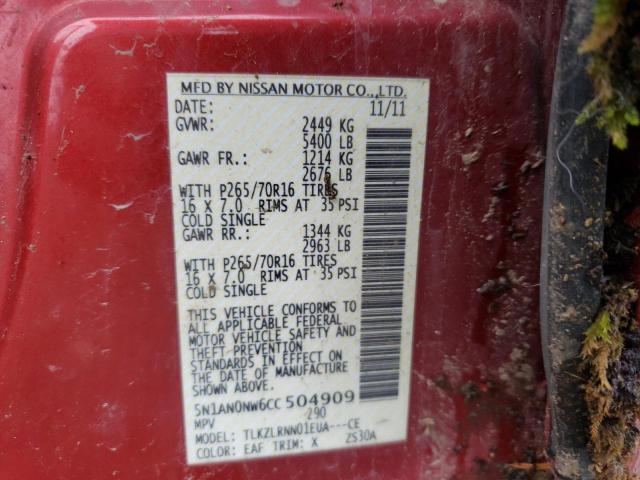 MFD BY NISSAN MOTOR CO.,LTD.
DATE: 11/11
GVWR: 2449 KG
5400 LB
GAWR FR.: 1214 KG
2676 LB
WITH P265/70R16 TIRES
16 X 7.0 RIMS AT 35 PSI
COLD SINGLE
GAWR RR.: 1344 KG
2963 LB
WITH P265/70R16 TIRES
16 X 7.0 RIMS AT 35 PSI
COLD SINGLE
THIS VEHICLE CONFORMS TO
ALL APPLICABLE FEDERAL
MOTOR VEHICLE SAFETY AND
THEFT PREVENTION
STANDARDS IN EFFECT ON
THE DATE OF MANUFACTURE
SHOWN ABOVE.
5N1AN0NW6CC504909
MPV 290
MODEL: TLKZLRNN01EUA---CE
COLOR: EAF TRIM: X ZS30A